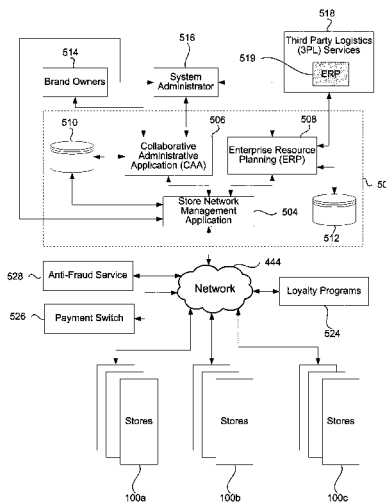 518
516
Third Party Logistics
(3PL) Services
514
519
ERP
Brand Owners
System
Administrator
506
508
510
Collaborative
Administrative
Application (CAA)
Enterprise Resource
Planning (ERP)
50
Store Network
Management
Application
504
512
444
528
Anti-Fraud Service
Network
Loyalty Programs
526
Payment Switch
524
Stores
Stores
Stores
100a
100b
100c